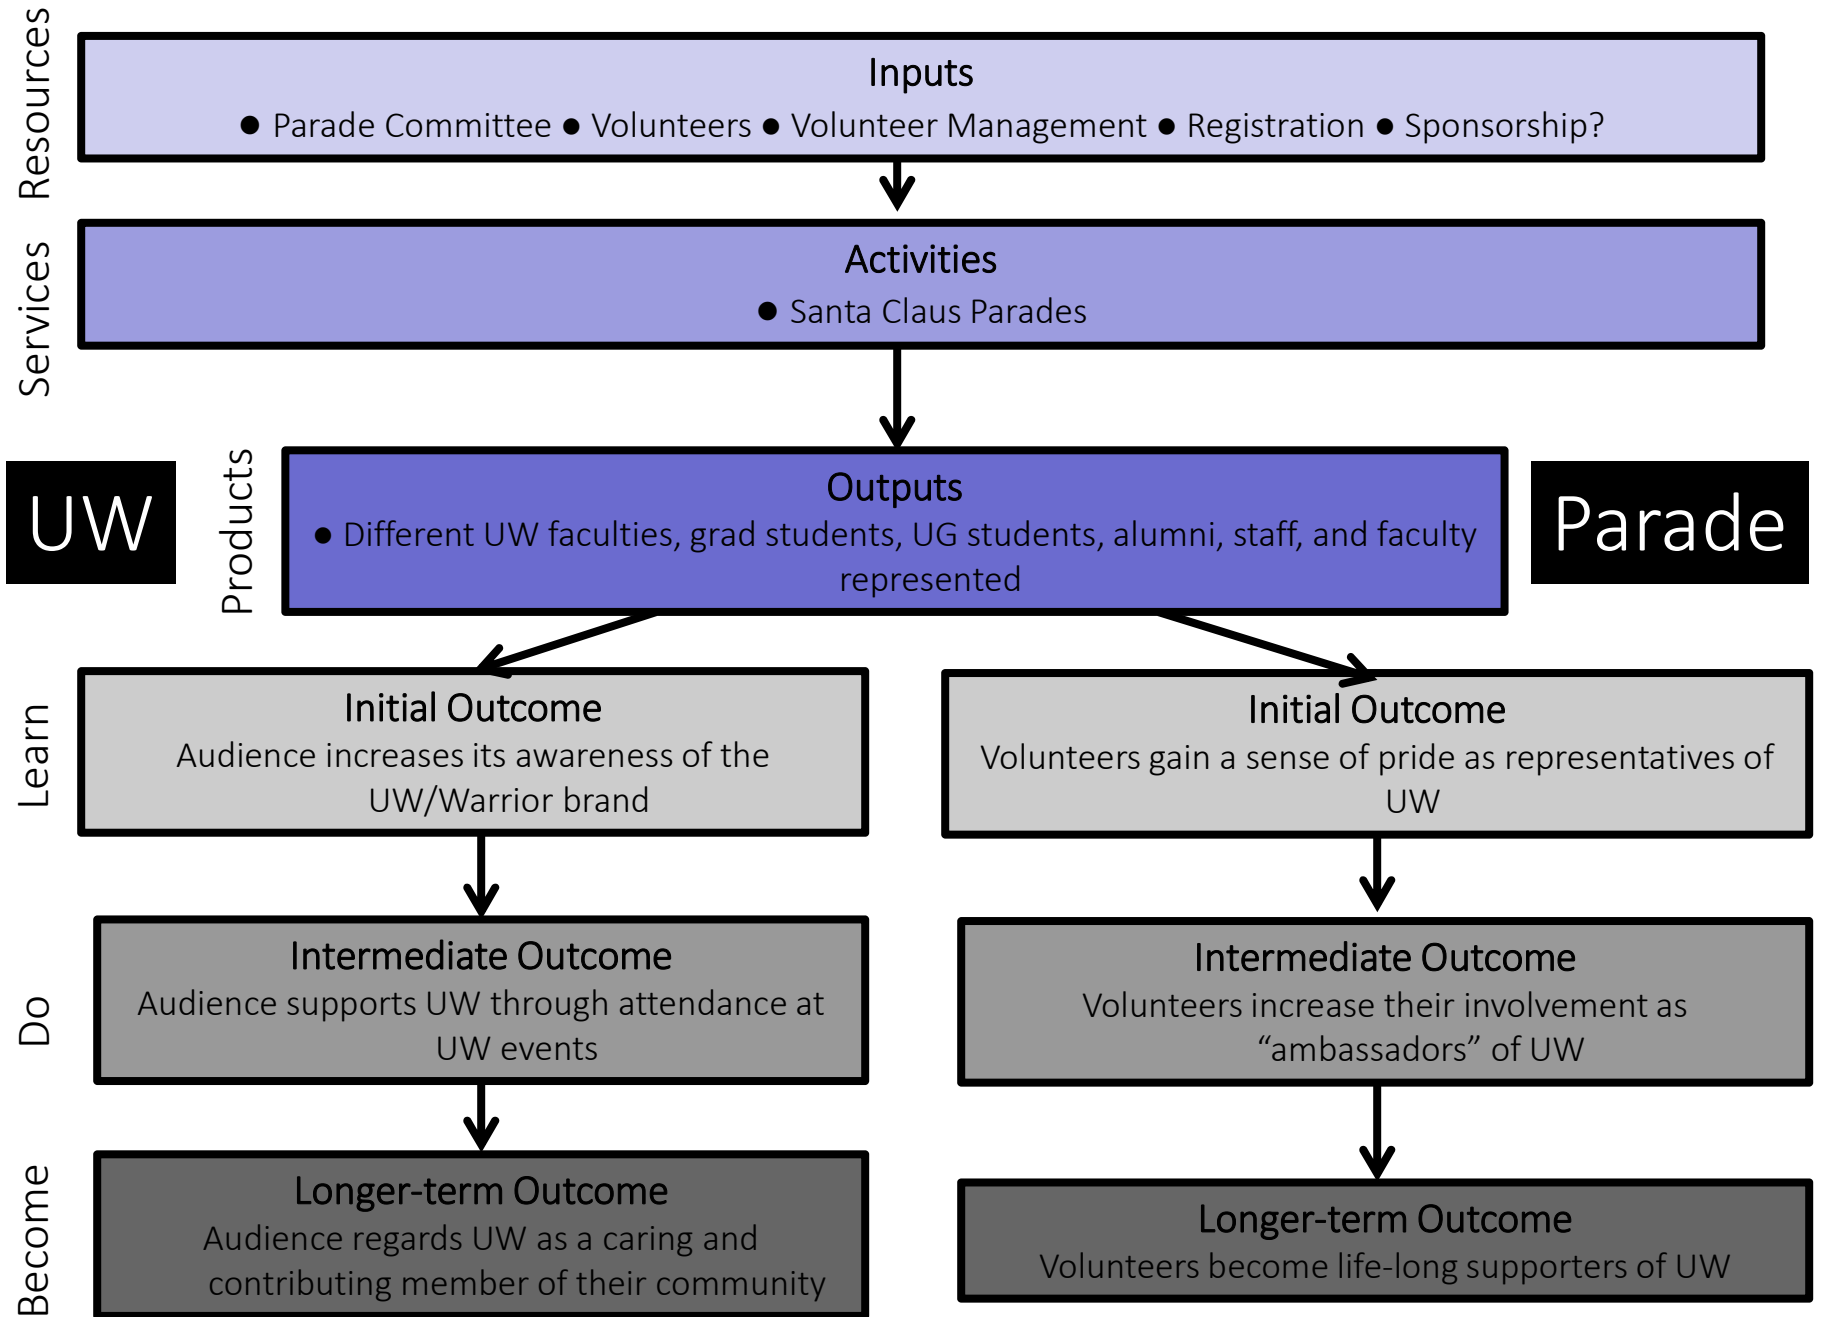 Resources
Inputs
● Parade Committee ● Volunteers ● Volunteer Management ● Registration ● Sponsorship?
Services
Activities
● Santa Claus Parades
UW
Products
Outputs
● Different UW faculties, grad students, UG students, alumni, staff, and faculty
represented
Parade
Learn
Initial Outcome
Audience increases its awareness of the
UW/Warrior brand
Initial Outcome
Volunteers gain a sense of pride as representatives of
UW
Do
Intermediate Outcome
Audience supports UW through attendance at
UW events
Intermediate Outcome
Volunteers increase their involvement as
“ambassadors” of UW
Become
Longer-term Outcome
Audience regards UW as a caring and
contributing member of their community
Longer-term Outcome
Volunteers become life-long supporters of UW